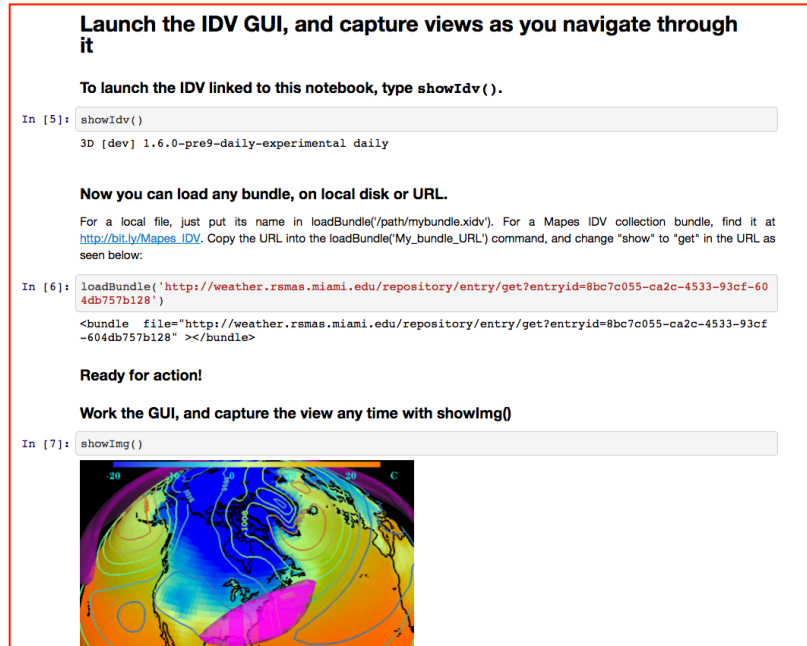 Launch the IDV GUI, and capture views as you navigate through
it
To launch the IDV linked to this notebook, type showIdv().
In [5]: showIdv()
3D [dev] 1.6.0-pre9-daily-experimental daily
Now you can load any bundle, on local disk or URL.
For a local file, just put its name in loadBundle('/path/mybundle.xidv'). For a Mapes IDV collection bundle, find it at
http://bit.ly/Mapes_IDV. Copy the URL into the loadBundle('My_bundle_URL') command, and change "show" to "get" in the URL as
seen below:
In [6]: loadBundle('http://weather.rsmas.miami.edu/repository/entry/get?entryid=8bc7c055-ca2c-4533-93cf-60
4db757b128')
<bundle file="http://weather.rsmas.miami.edu/repository/entry/get?entryid=8bc7c055-ca2c-4533-93cf
-604db757b128" ></bundle>
Ready for action!
Work the GUI, and capture the view any time with showImg()
In [7]: showImg()
-20 -10 0 10 20 C
1008